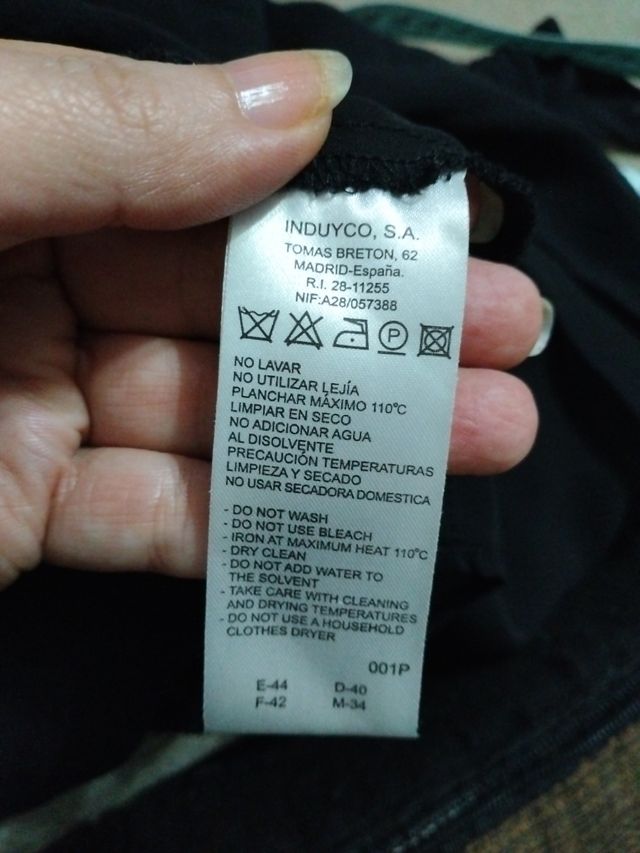 INDUYCO, S.A.
TOMAS BRETON, 62
MADRID-España.
R.I. 28-11255
NIF:A28/057388
P
NO LAVAR
NO UTILIZAR LEJÍA
PLANCHAR MÁXIMO 110°C
LIMPIAR EN SECO
NO ADICIONAR AGUA
AL DISOLVENTE
PRECAUCIÓN TEMPERATURAS
LIMPIEZA Y SECADO
NO USAR SECADORA DOMESTICA
- DO NOT WASH
- DO NOT USE BLEACH
- IRON AT MAXIMUM HEAT 110°C
- DRY CLEAN
- DO NOT ADD WATER TO
THE SOLVENT
- TAKE CARE WITH CLEANING
AND DRYING TEMPERATURES
- DO NOT USE A HOUSEHOLD
CLOTHES DRYER
001P
E-44 D-40
F-42 M-34